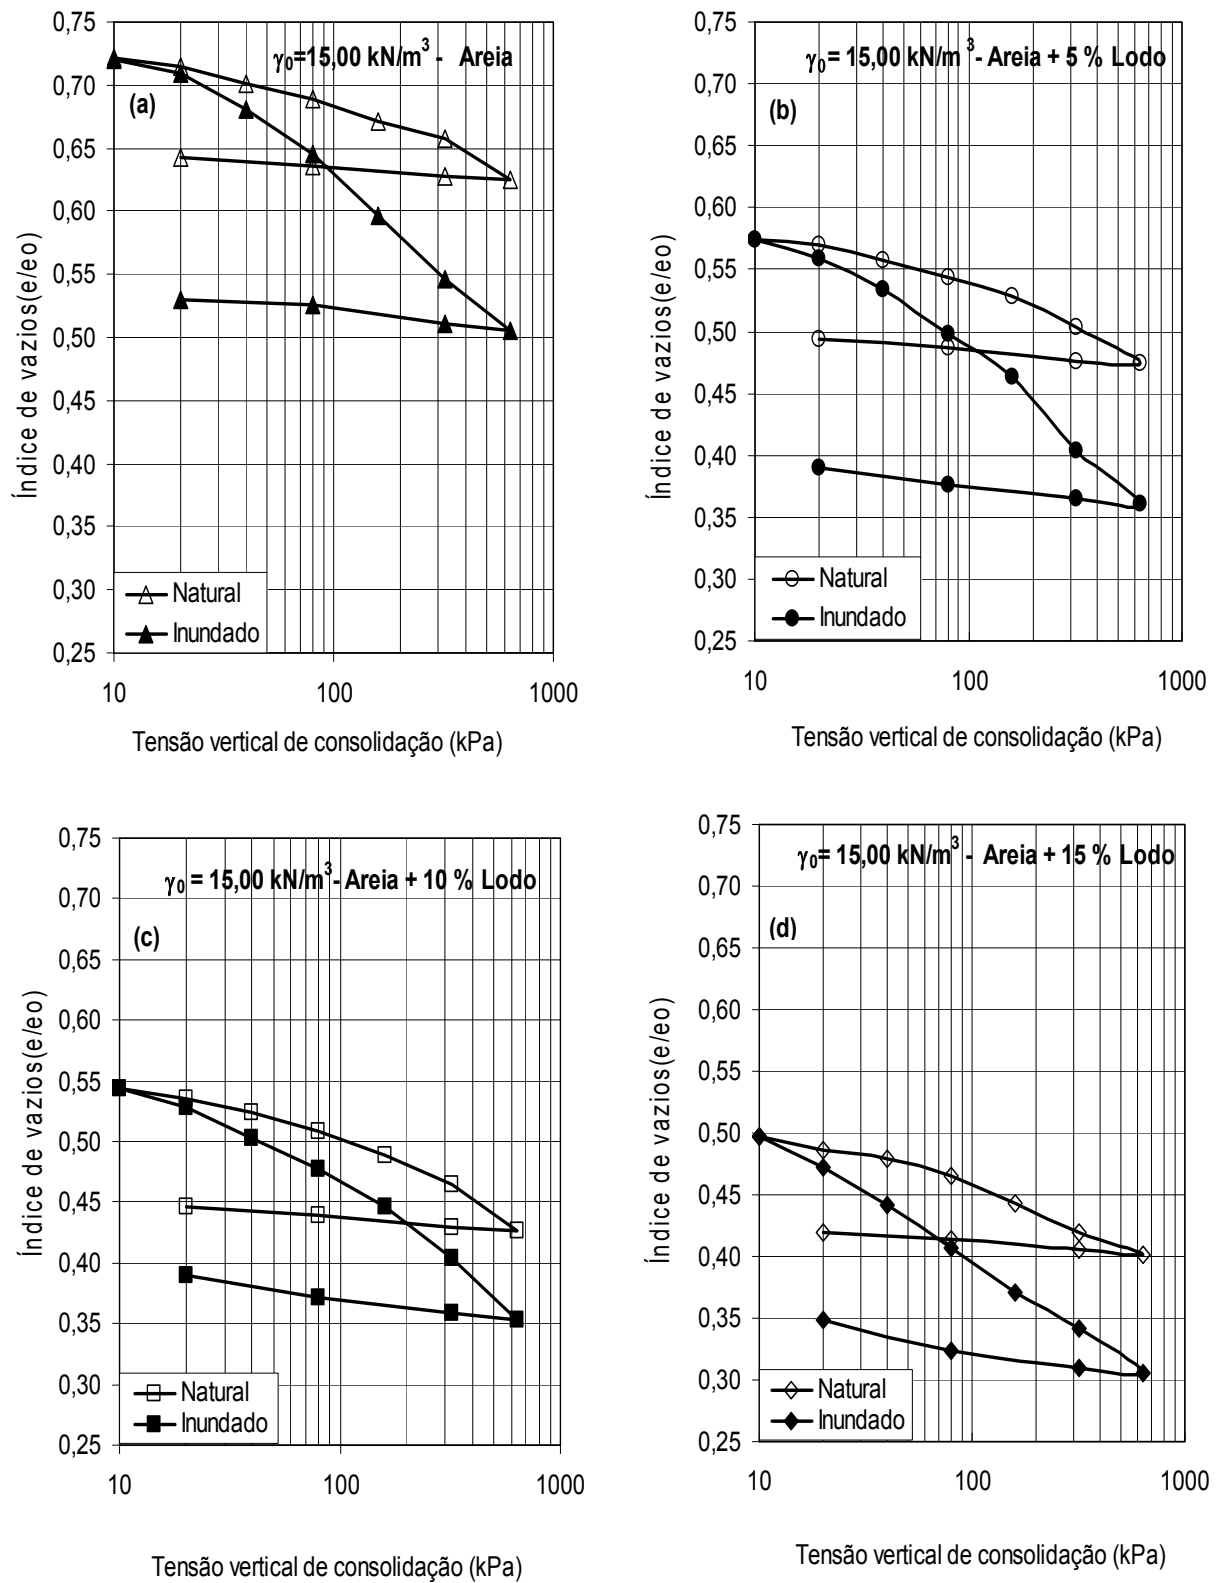 γ0=15,00 kN/m3 - Areia
(a)
0,75
0,70
0,65
0,60
0,55
0,50
0,45
0,40
0,35
0,30
0,25
Índice de vazios(e/eo)
Natural
Inundado
10 100 1000
Tensão vertical de consolidação (kPa)
γ0 = 15,00 kN/m 3 - Areia + 5 % Lodo
(b)
0,75
0,70
0,65
0,60
0,55
0,50
0,45
0,40
0,35
0,30
0,25
Índice de vazios(e/eo)
Natural
Inundado
10 100 1000
Tensão vertical de consolidação (kPa)
γ0 = 15,00 kN/m3 - Areia + 10 % Lodo
(c)
0,75
0,70
0,65
0,60
0,55
0,50
0,45
0,40
0,35
0,30
0,25
Índice de vazios(e/eo)
Natural
Inundado
10 100 1000
Tensão vertical de consolidação (kPa)
γ0= 15,00 kN/m3 - Areia + 15 % Lodo
(d)
0,75
0,70
0,65
0,60
0,55
0,50
0,45
0,40
0,35
0,30
0,25
Índice de vazios(e/eo)
Natural
Inundado
10 100 1000
Tensão vertical de consolidação (kPa)